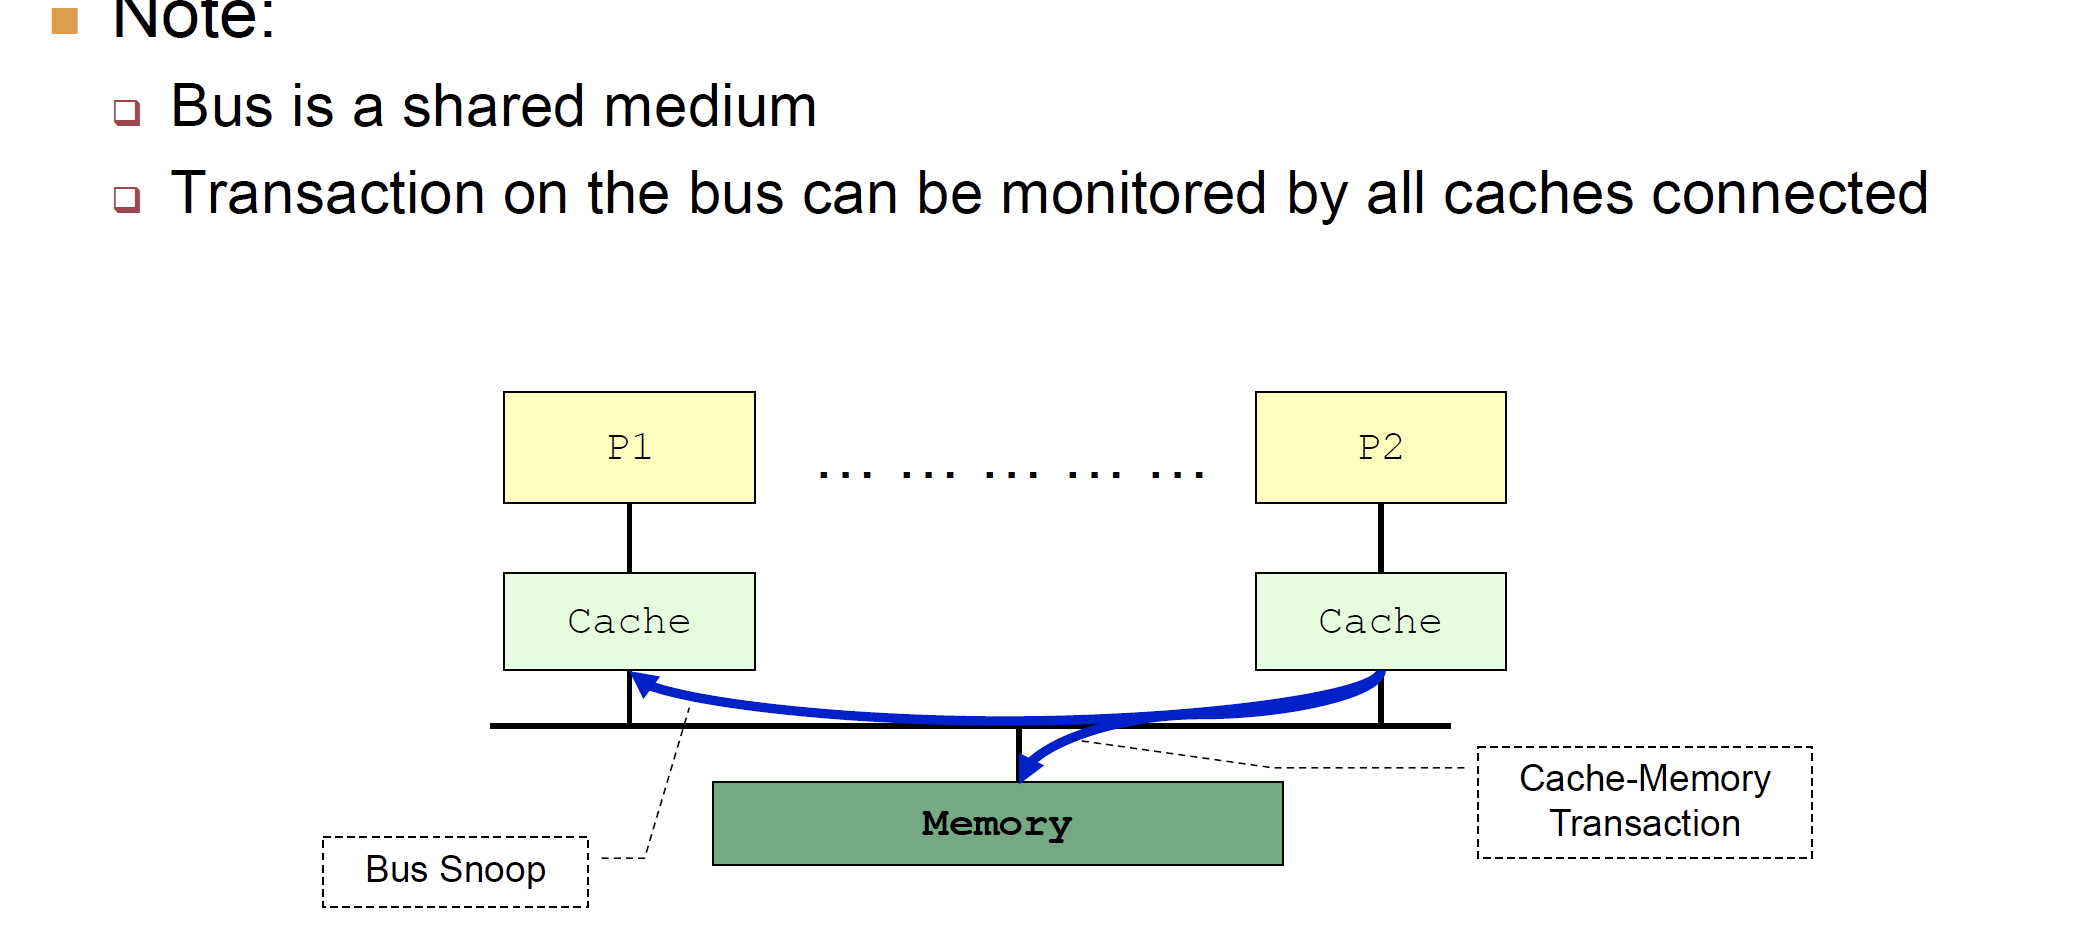 Note:
Bus is a shared medium
Transaction on the bus can be monitored by all caches connected
P1
... ... ... ... ...
P2
Cache
Cache
Cache-Memory
Transaction
Memory
Bus Snoop